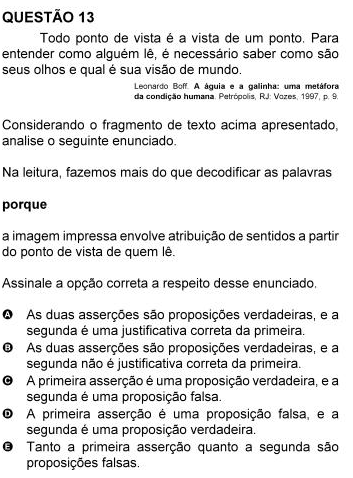 QUESTÃO 13
Todo ponto de vista é a vista de um ponto. Para
entender como alguém lê, é necessário saber como são
seus olhos e qual é sua visão de mundo.
Leonardo Boff. A águia e a galinha: uma metáfora
da condição humana. Petrópolis, RJ: Vozes, 1997, p. 9.
Considerando o fragmento de texto acima apresentado,
analise o seguinte enunciado.
Na leitura, fazemos mais do que decodificar as palavras
porque
a imagem impressa envolve atribuição de sentidos a partir
do ponto de vista de quem lê.
Assinale a opção correta a respeito desse enunciado.
A As duas asserções são proposições verdadeiras, e a
segunda é uma justificativa correta da primeira.
B As duas asserções são proposições verdadeiras, e a
segunda não é justificativa correta da primeira.
C A primeira asserção é uma proposição verdadeira, e a
segunda é uma proposição falsa.
D A primeira asserção é uma proposição falsa, e a
segunda é uma proposição verdadeira.
E Tanto a primeira asserção quanto a segunda são
proposições falsas.